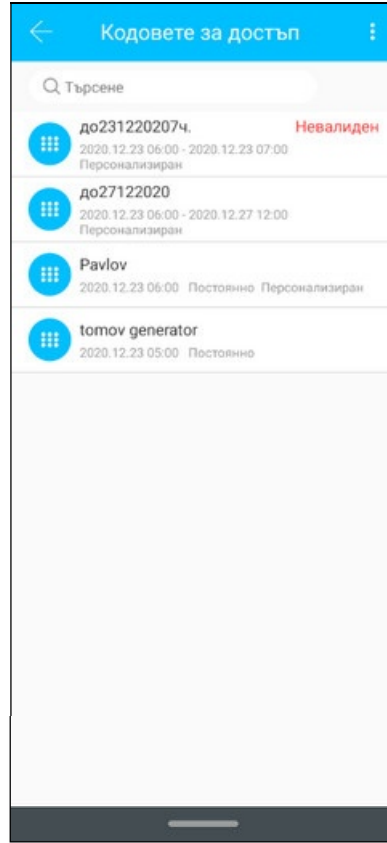 Кодовете за достъп
Търсене
до231220207ч.
Невалиден
2020.12.23 06:00 - 2020.12.23 07:00
Персонализиран
до27122020
2020.12.23 06:00 - 2020.12.27 12:00
Персонализиран
Pavlov
2020.12.23 06:00 Постоянно Персонализиран
tomov generator
2020.12.23 05:00 Постоянно